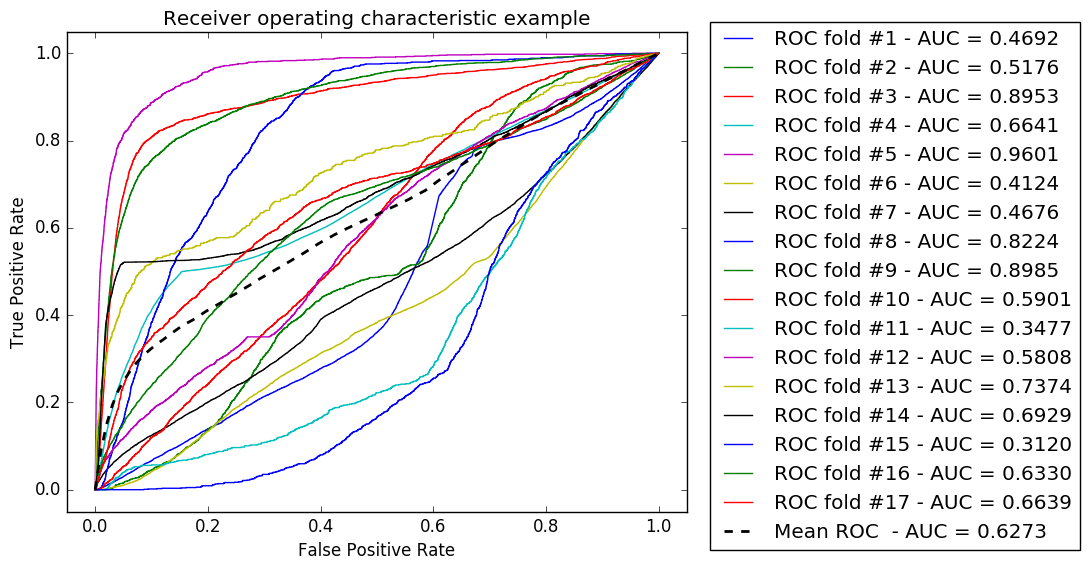 Receiver operating characteristic example
True Positive Rate
1.0
0.8
0.6
0.4
0.2
0.0
0.0 0.2 0.4 0.6 0.8 1.0
False Positive Rate
ROC fold #1 - AUC = 0.4692
ROC fold #2 - AUC = 0.5176
ROC fold #3 - AUC = 0.8953
ROC fold #4 - AUC = 0.6641
ROC fold #5 - AUC = 0.9601
ROC fold #6 - AUC = 0.4124
ROC fold #7 - AUC = 0.4676
ROC fold #8 - AUC = 0.8224
ROC fold #9 - AUC = 0.8985
ROC fold #10 - AUC = 0.5901
ROC fold #11 - AUC = 0.3477
ROC fold #12 - AUC = 0.5808
ROC fold #13 - AUC = 0.7374
ROC fold #14 - AUC = 0.6929
ROC fold #15 - AUC = 0.3120
ROC fold #16 - AUC = 0.6330
ROC fold #17 - AUC = 0.6639
Mean ROC  - AUC = 0.6273